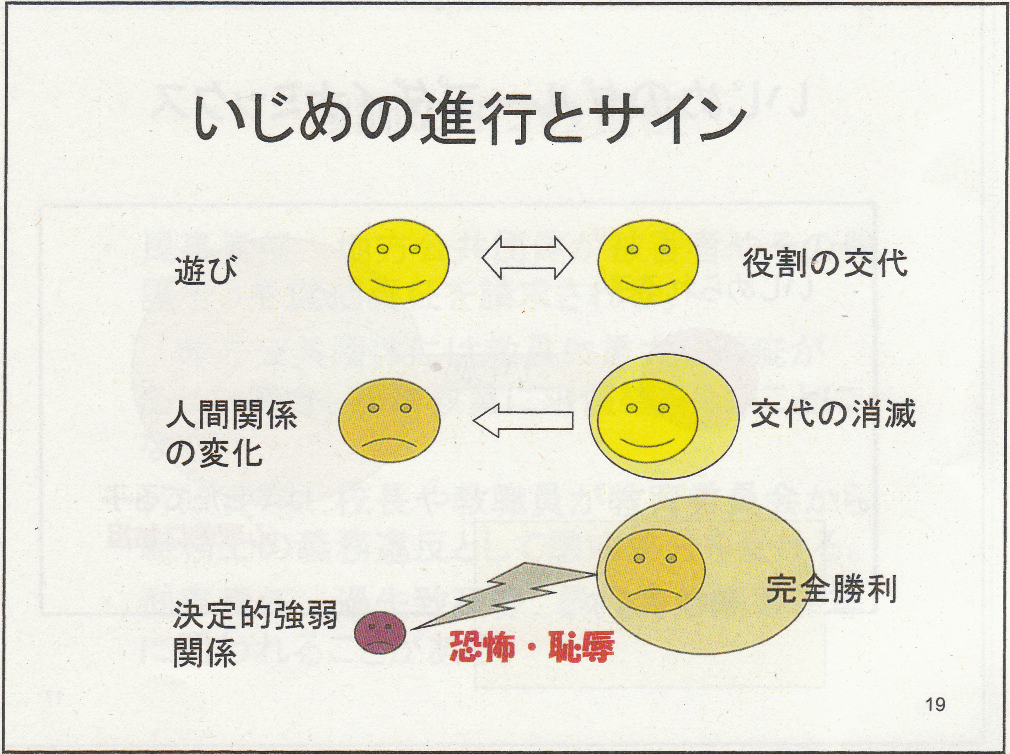 いじめの進行とサイン
遊び
役割の交代
人間関係
の変化
交代の消滅
決定的強弱
関係
恐怖・恥辱
完全勝利
19